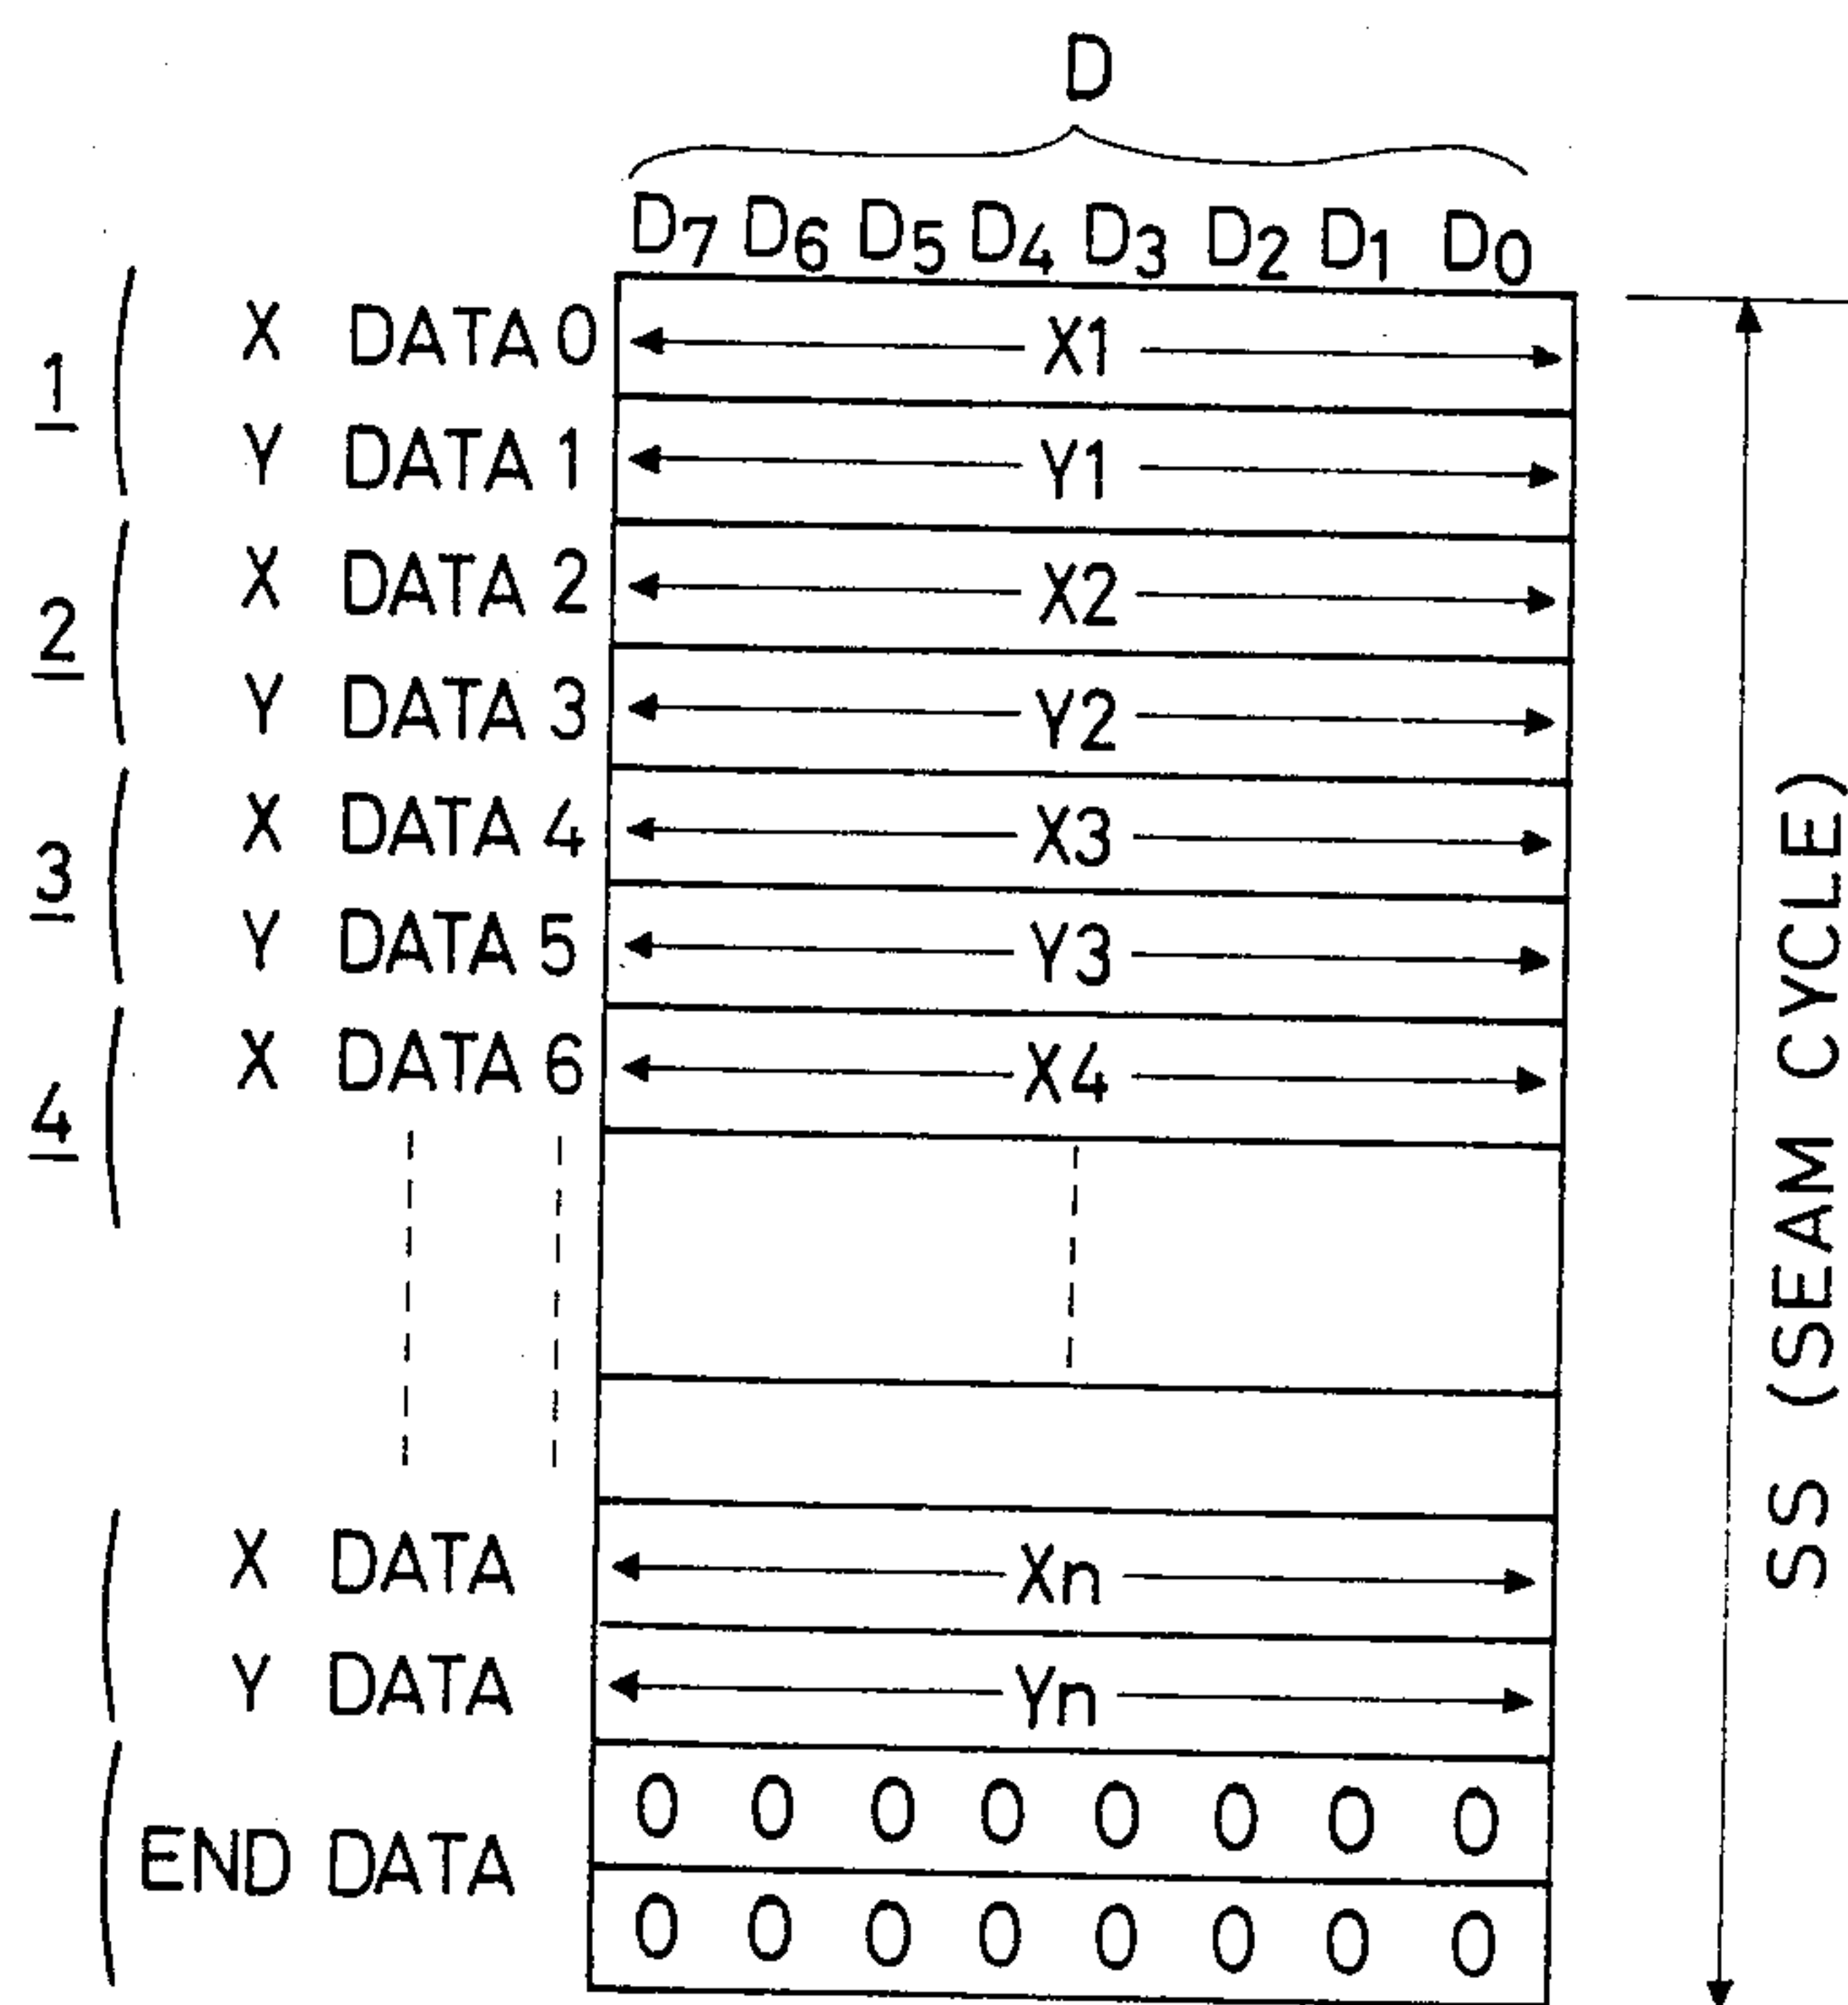 D
D7 D6 D5 D4 D3 D2 D1 D0
1
X DATA 0 X1
Y DATA 1 Y1
2
X DATA 2 X2
Y DATA 3 Y2
3
X DATA 4 X3
Y DATA 5 Y3
4
X DATA 6 X4
X DATA Xn
Y DATA Yn
END DATA
0 0 0 0 0 0 0 0
0 0 0 0 0 0 0 0
SS (SEAM CYCLE)